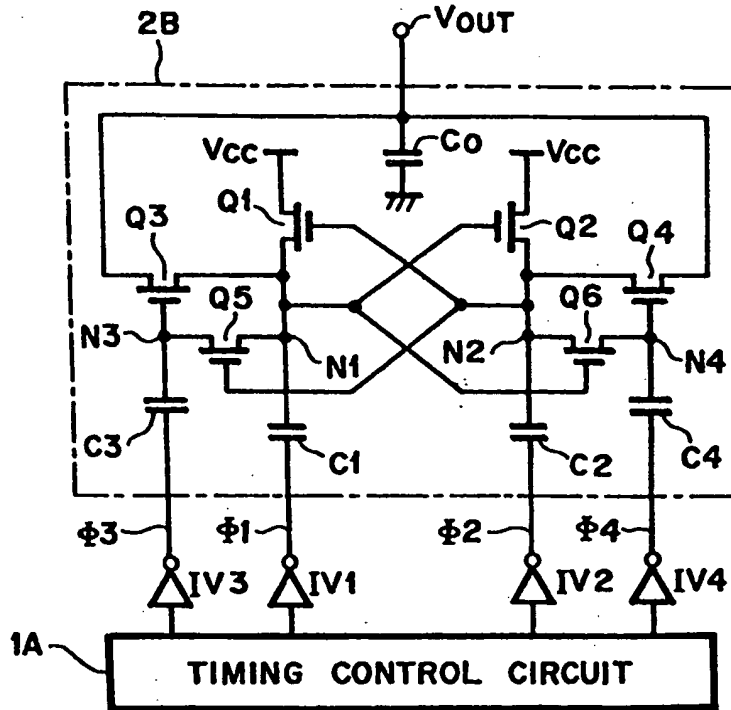 2B
VOUT
Co
Vcc
Vcc
Q1
Q2
Q3
Q4
Q5
Q6
N3
N1
N2
N4
C3
C1
C2
C4
Φ3
Φ1
Φ2
Φ4
IV3
IV1
IV2
IV4
1A
TIMING CONTROL CIRCUIT